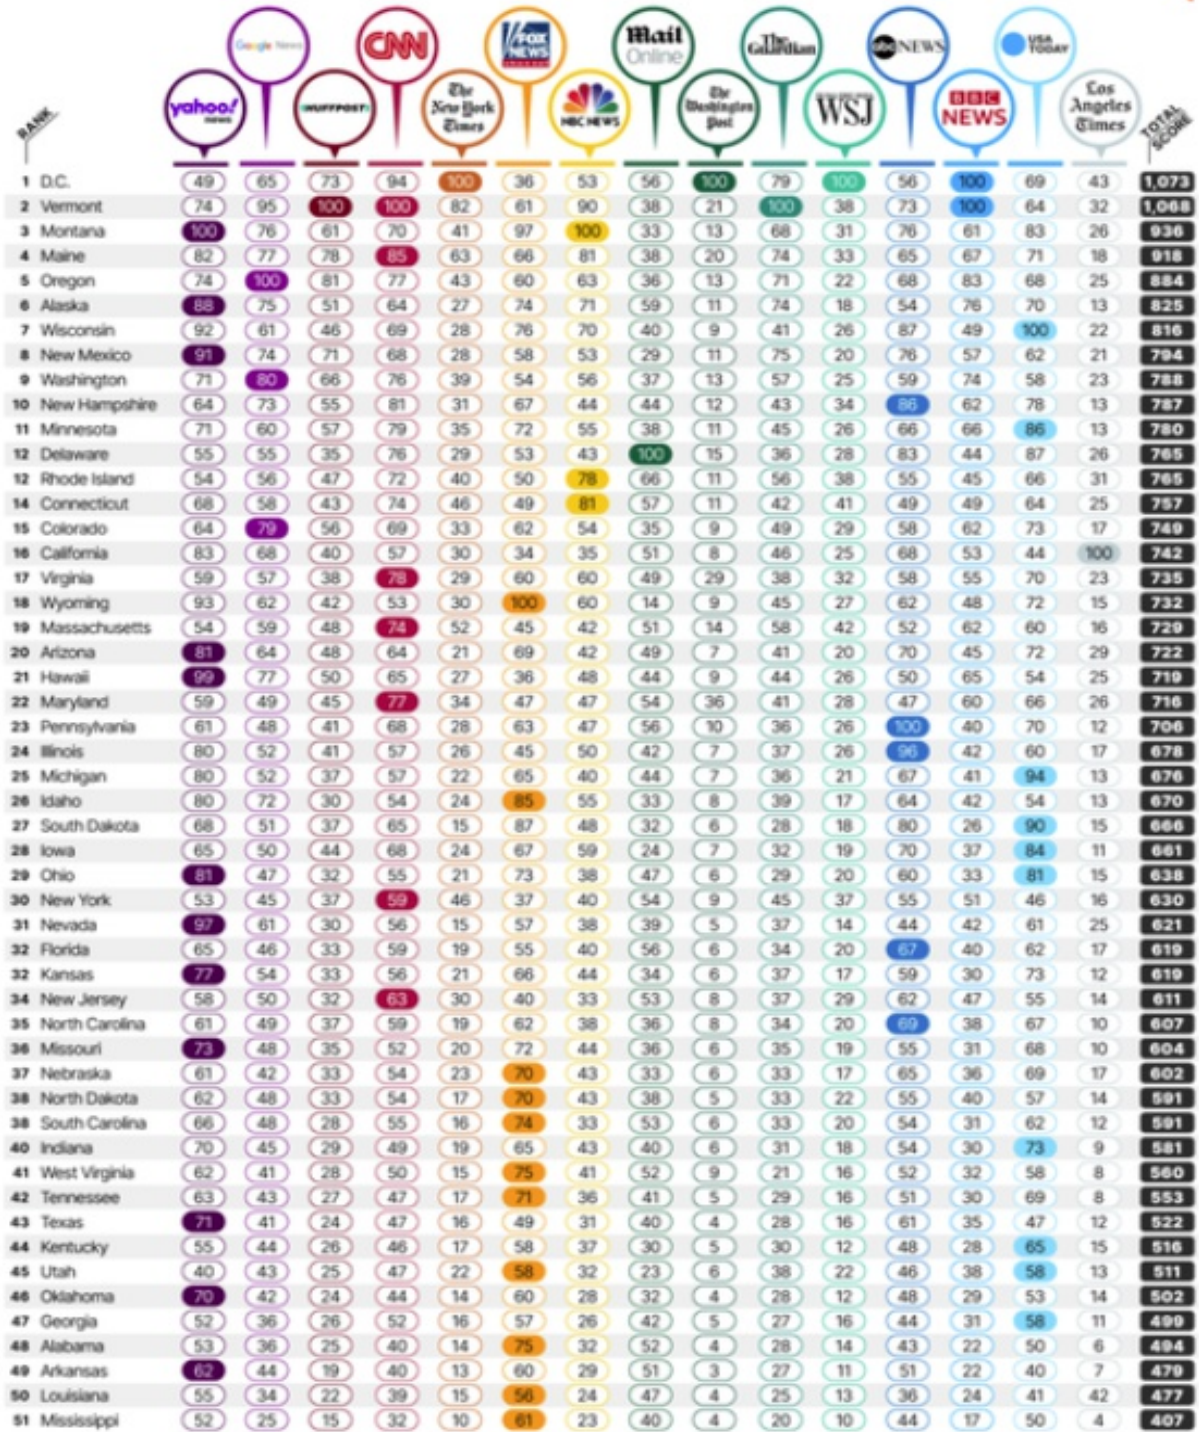 Google News CNN FOX NEWS Mail Online The Guardian abc NEWS USA TODAY
yahoo! news HUFFPOST The New York Times NBC NEWS The Washington Post WSJ BBC NEWS Los Angeles Times
RANK TOTAL SCORE
1 D.C. 49 65 73 94 100 36 53 56 100 79 100 56 100 69 43 1,073
2 Vermont 74 95 100 100 82 61 90 38 21 100 38 73 100 64 32 1,068
3 Montana 100 76 61 70 41 97 100 33 13 68 31 76 61 83 26 936
4 Maine 82 77 78 85 63 66 81 38 20 74 33 65 67 71 18 918
5 Oregon 74 100 81 77 43 60 63 36 13 71 22 68 83 68 25 884
6 Alaska 88 75 51 64 27 74 71 59 11 74 18 54 76 70 13 825
7 Wisconsin 92 61 46 69 28 76 70 40 9 41 26 87 49 100 22 816
8 New Mexico 91 74 71 68 28 58 53 29 11 75 20 76 57 62 21 794
9 Washington 71 80 66 76 39 54 56 37 13 57 25 59 74 58 23 788
10 New Hampshire 64 73 55 81 31 67 44 44 12 43 34 86 62 78 13 787
11 Minnesota 71 60 57 79 35 72 55 38 11 45 26 66 66 86 13 780
12 Delaware 55 55 35 76 29 53 43 100 15 36 28 83 44 87 26 765
12 Rhode Island 54 56 47 72 40 50 78 66 11 56 38 55 45 66 31 765
14 Connecticut 68 58 43 74 46 49 81 57 11 42 41 49 49 64 25 757
15 Colorado 64 79 56 69 33 62 54 35 9 49 29 58 62 73 17 749
16 California 83 68 40 57 30 34 35 51 8 46 25 68 53 44 100 742
17 Virginia 59 57 38 78 29 60 60 49 29 38 32 58 55 70 23 735
18 Wyoming 93 62 42 53 30 100 60 14 9 45 27 62 48 72 15 732
19 Massachusetts 54 59 48 74 52 45 42 51 14 58 42 52 62 60 16 729
20 Arizona 81 64 48 64 21 69 42 49 7 41 20 70 45 72 29 722
21 Hawaii 99 77 50 65 27 36 48 44 9 44 26 50 65 54 25 719
22 Maryland 59 49 45 77 34 47 47 54 36 41 28 47 60 66 26 716
23 Pennsylvania 61 48 41 68 28 63 47 56 10 36 26 100 40 70 12 706
24 Illinois 80 52 41 57 26 45 50 42 7 37 26 96 42 60 17 678
25 Michigan 80 52 37 57 22 65 40 44 7 36 21 67 41 94 13 676
26 Idaho 80 72 30 54 24 85 55 33 8 39 17 64 42 54 13 670
27 South Dakota 68 51 37 65 15 87 48 32 6 28 18 80 26 90 15 666
28 Iowa 65 50 44 68 24 67 59 24 7 32 19 70 37 84 11 661
29 Ohio 81 47 32 55 21 73 38 47 6 29 20 60 33 81 15 638
30 New York 53 45 37 59 46 37 40 54 9 45 37 55 51 46 16 630
31 Nevada 97 61 30 56 15 57 38 39 5 37 14 44 42 61 25 621
32 Florida 65 46 33 59 19 55 40 56 6 34 20 67 40 62 17 619
32 Kansas 77 54 33 56 21 66 44 34 6 37 17 59 30 73 12 619
34 New Jersey 58 50 32 63 30 40 33 53 8 37 29 62 47 55 14 611
35 North Carolina 61 49 37 59 19 62 38 36 8 34 20 69 38 67 10 607
36 Missouri 73 48 35 52 20 72 44 36 6 35 19 55 31 68 10 604
37 Nebraska 61 42 33 54 23 70 43 33 6 33 17 65 36 69 17 602
38 North Dakota 62 48 33 54 17 70 43 38 5 33 22 55 40 57 14 591
38 South Carolina 66 48 28 55 16 74 33 53 6 33 20 54 31 62 12 591
40 Indiana 70 45 29 49 19 65 43 40 6 31 18 54 30 73 9 581
41 West Virginia 62 41 28 50 15 75 41 52 9 21 16 52 32 58 8 560
42 Tennessee 63 43 27 47 17 71 36 41 5 29 16 51 30 69 8 553
43 Texas 71 41 24 47 16 49 31 40 4 28 16 61 35 47 12 522
44 Kentucky 55 44 26 46 17 58 37 30 5 30 12 48 28 65 15 516
45 Utah 40 43 25 47 22 58 32 23 6 38 22 46 38 58 13 511
46 Oklahoma 70 42 24 44 14 60 28 32 4 28 12 48 29 53 14 502
47 Georgia 52 36 26 52 16 57 26 42 5 27 16 44 31 58 11 499
48 Alabama 53 36 25 40 14 75 32 52 4 28 14 43 22 50 6 494
49 Arkansas 62 44 19 40 13 60 29 51 3 27 11 51 22 40 7 479
50 Louisiana 55 34 22 39 15 56 24 47 4 25 13 36 24 41 42 477
51 Mississippi 52 25 15 32 10 61 23 40 4 20 10 44 17 50 4 407